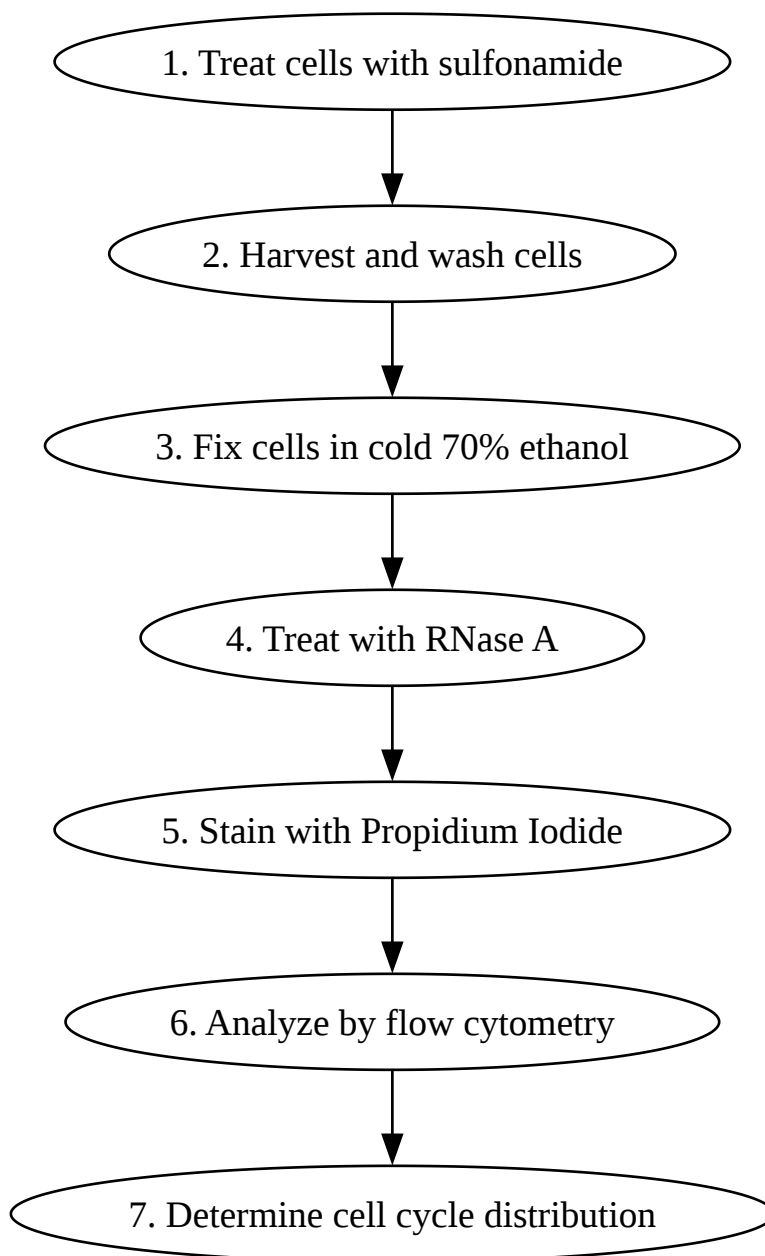 1. Treat cells with sulfonamide
2. Harvest and wash cells
3. Fix cells in cold 70% ethanol
4. Treat with RNase A
5. Stain with Propidium Iodide
6. Analyze by flow cytometry
7. Determine cell cycle distribution